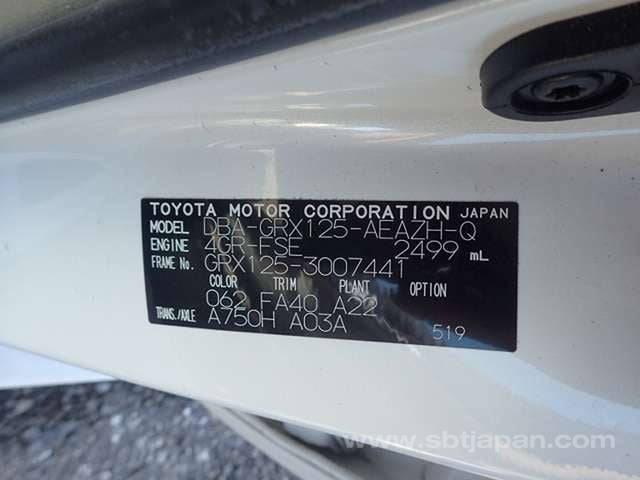 TOYOTA MOTOR CORPORATION JAPAN
MODEL DBA-GRX125-AEAZH-Q
ENGINE 4GR-FSE 2499 mL
FRAME No. GRX125-3007441
COLOR TRIM PLANT OPTION
062 FA40 A22
TRANS./AXLE A750H A03A
519
www.sbtjapan.com